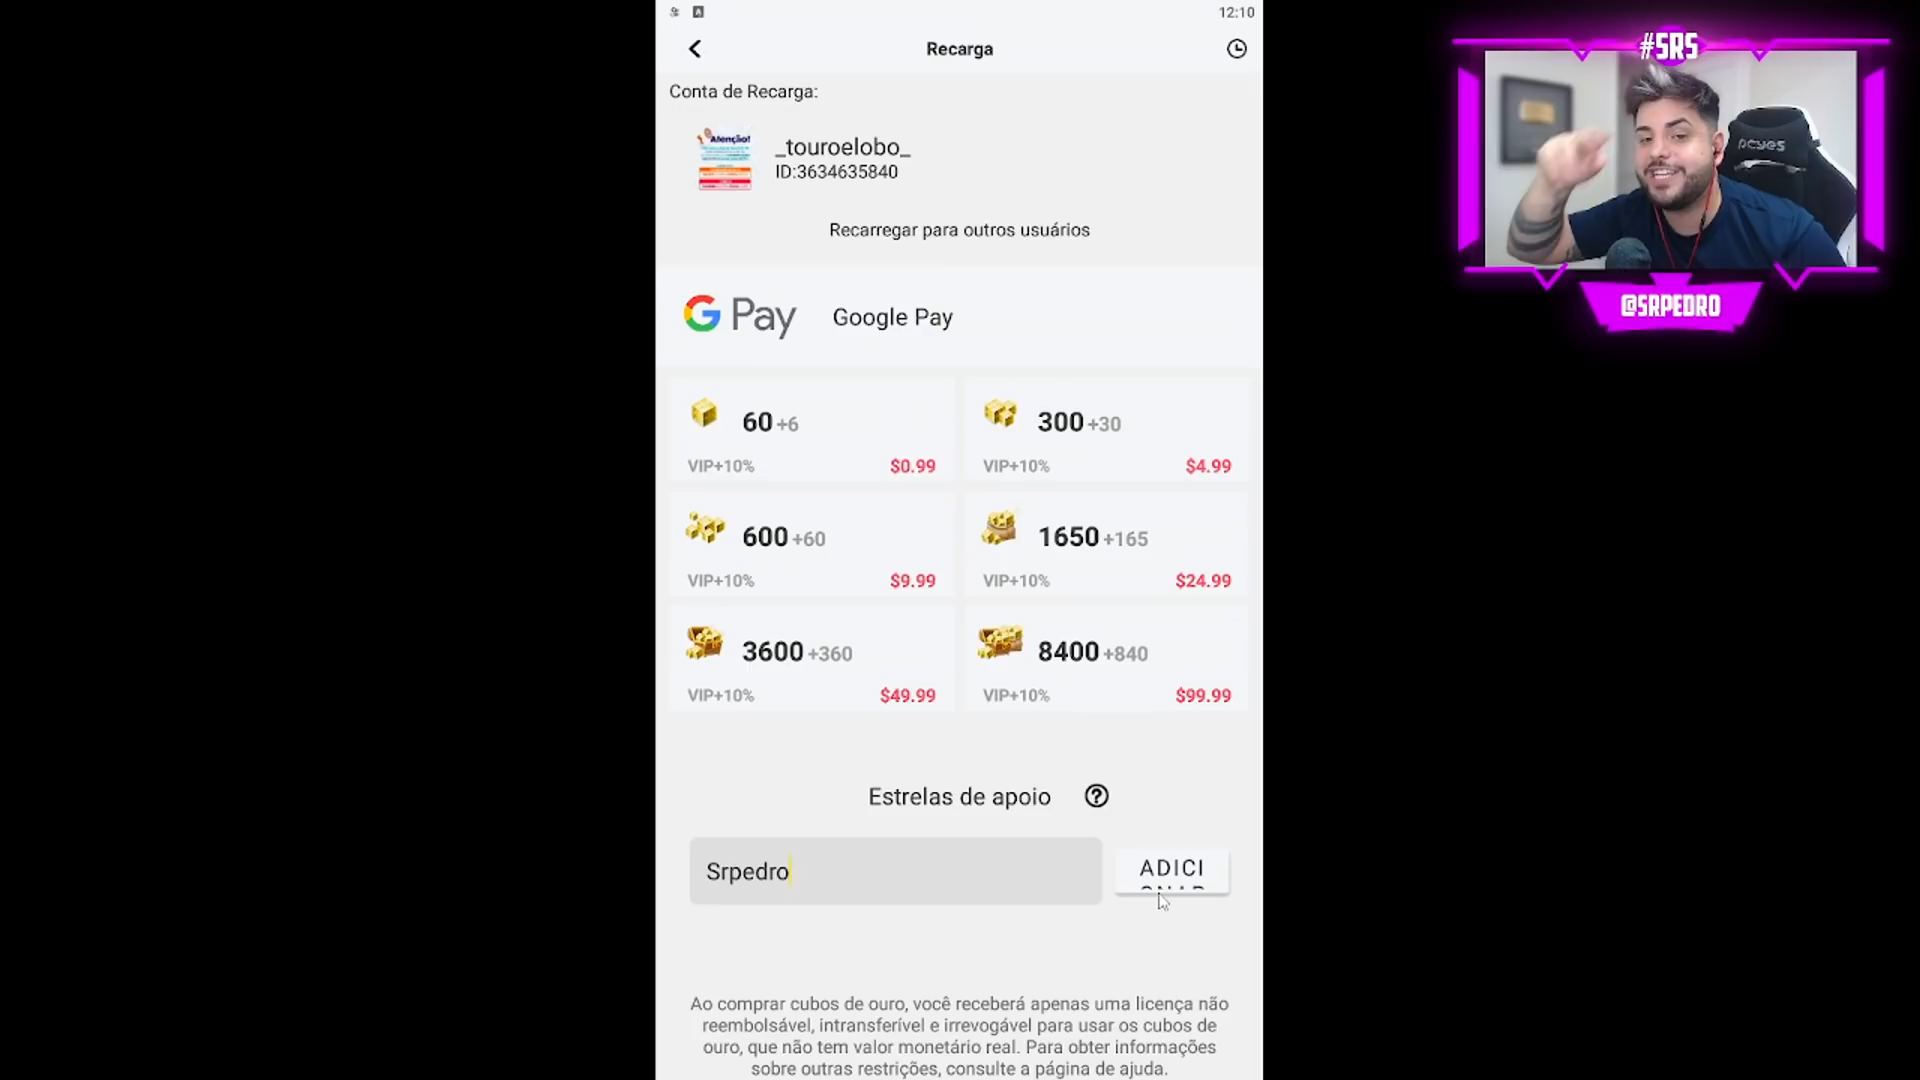 12:10
Recarga
Conta de Recarga:
Atenção!
_touroelobo_
ID:3634635840
Recarregar para outros usuários
G Pay
Google Pay
60+6
VIP+10%
$0.99
300+30
VIP+10%
$4.99
600+60
VIP+10%
$9.99
1650+165
VIP+10%
$24.99
3600+360
VIP+10%
$49.99
8400+840
VIP+10%
$99.99
Estrelas de apoio
?
Srpedro
ADICI
ONAR
Ao comprar cubos de ouro, você receberá apenas uma licença não
reembolsável, intransferível e irrevogável para usar os cubos de
ouro, que não tem valor monetário real. Para obter informações
sobre outras restrições, consulte a página de ajuda.
#SRS
pcyes
@SRPEDRO